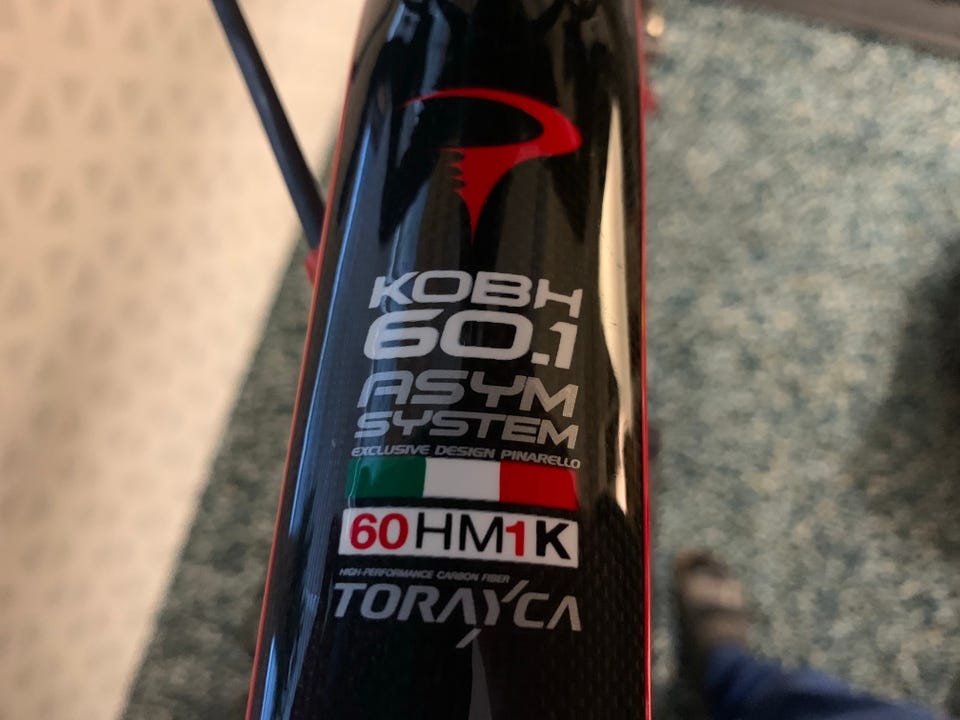 KOBH
60.1
ASYM
SYSTEM
EXCLUSIVE DESIGN PINARELLO
60HM1K
HIGH-PERFORMANCE CARBON FIBER
TORAYCA